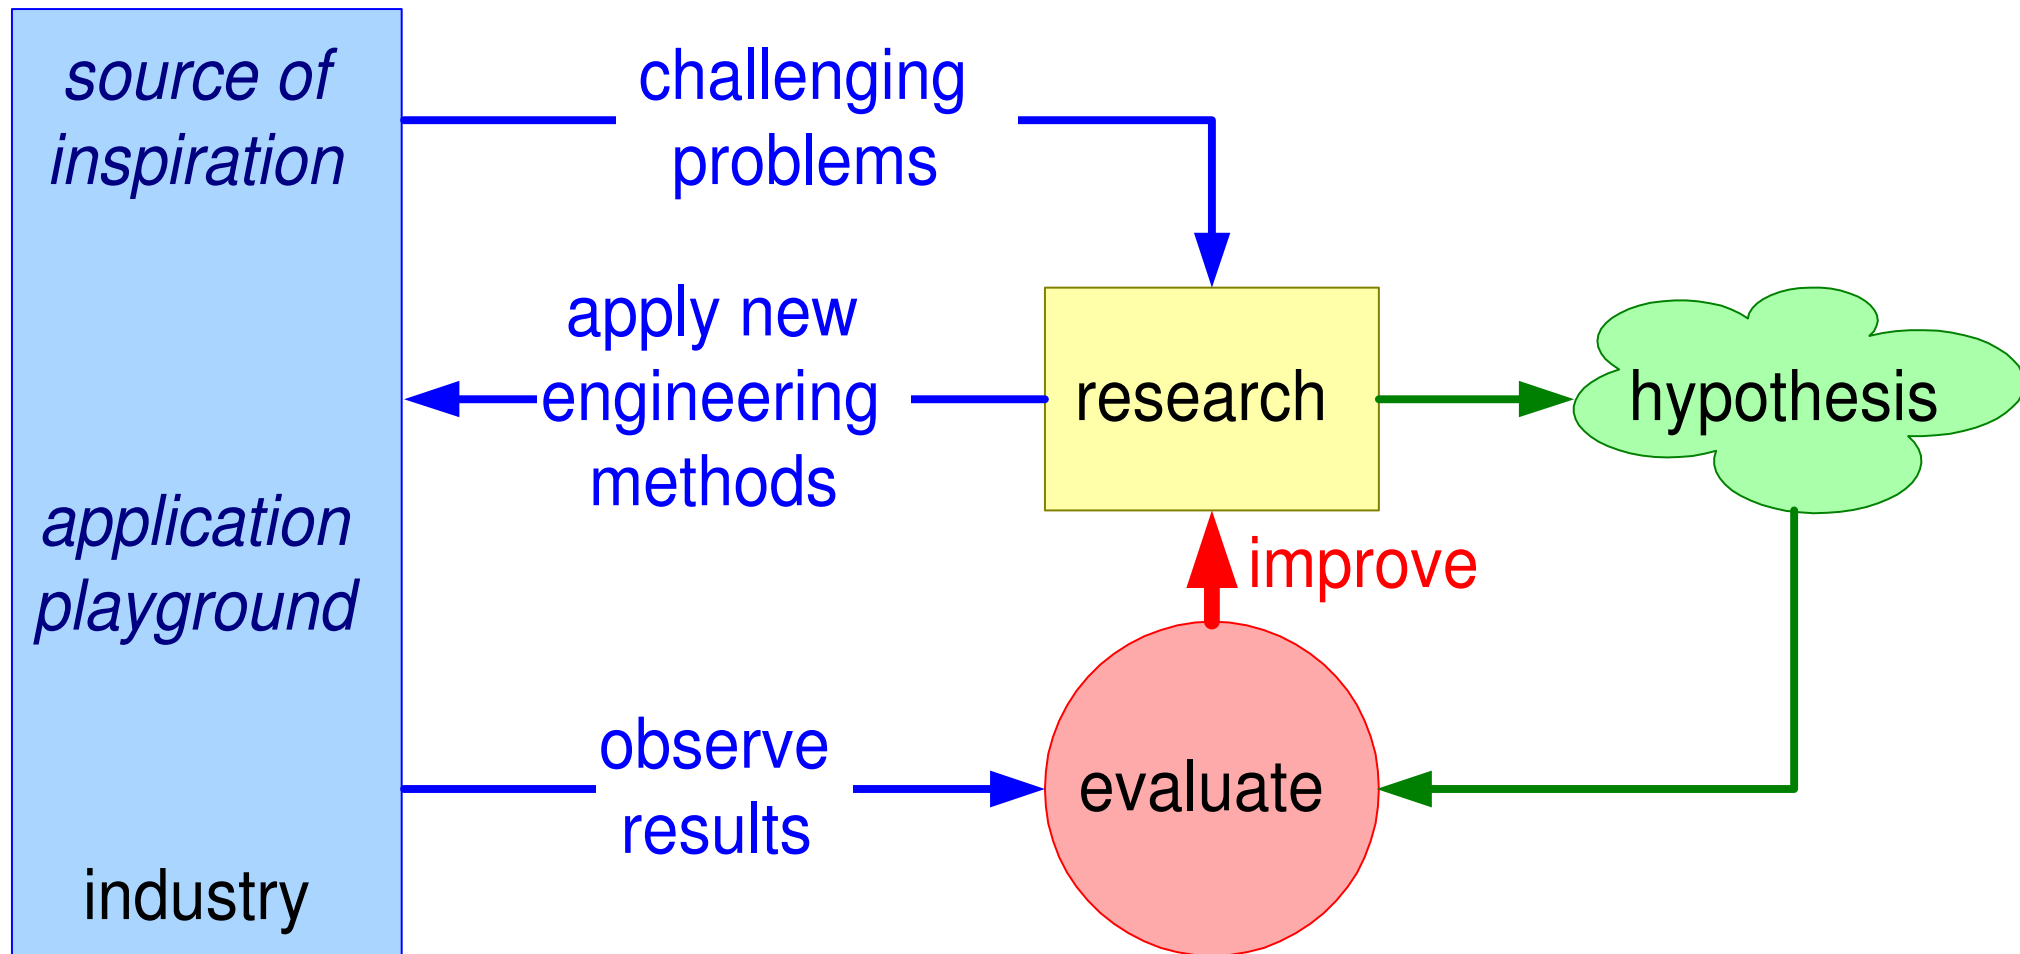 source of
inspiration
challenging
problems
apply new
engineering
methods
research
hypothesis
application
playground
improve
observe
results
evaluate
industry